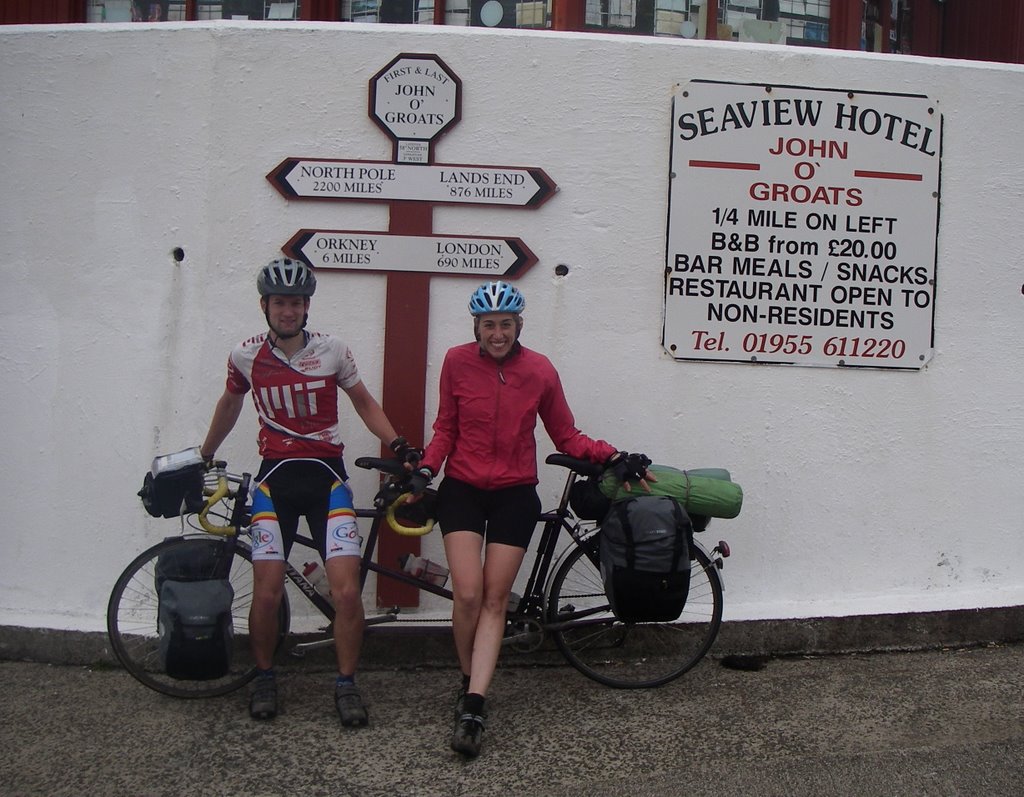 FIRST & LAST
JOHN
O'
GROATS
NORTH POLE
2200 MILES
LANDS END
876 MILES
ORKNEY
6 MILES
LONDON
690 MILES
SEAVIEW HOTEL
JOHN
O'
GROATS
1/4 MILE ON LEFT
B&B from £20.00
BAR MEALS / SNACKS
RESTAURANT OPEN TO
NON-RESIDENTS
Tel. 01955 611220
MIT
MIT